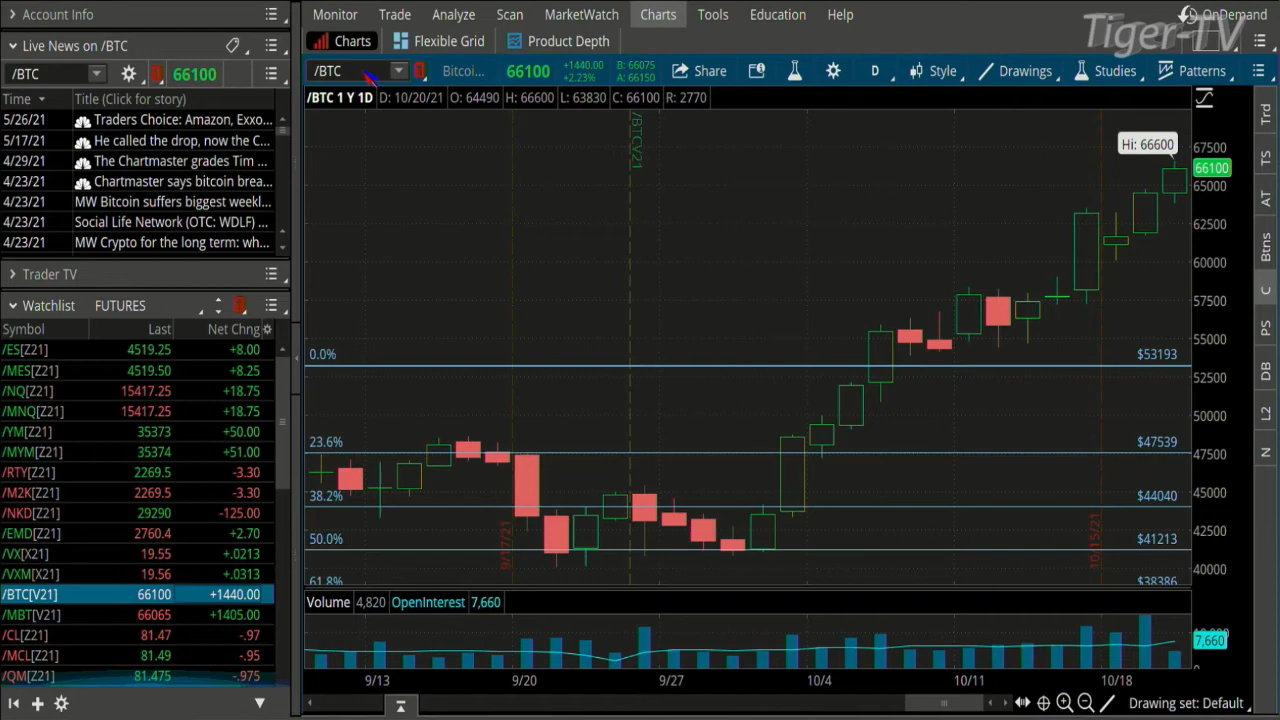 Account Info
Monitor Trade Analyze Scan MarketWatch Charts Tools Education Help
OnDemand
Tiger-TV
Live News on /BTC
Charts Flexible Grid Product Depth
/BTC 66100
/BTC Bitcoi... 66100 +1440.00 +2.23% B: 66075 A: 66150 Share D Style Drawings Studies Patterns
Time Title (Click for story)
5/26/21 Traders Choice: Amazon, Exxo...
5/17/21 He called the drop, now the C...
4/29/21 The Chartmaster grades Tim ...
4/23/21 Chartmaster says bitcoin brea...
4/23/21 MW Bitcoin suffers biggest weekl...
4/23/21 Social Life Network (OTC: WDLF) ...
4/23/21 MW Crypto for the long term: wh...
Trader TV
Watchlist FUTURES
Symbol Last Net Chng
/ES[Z21] 4519.25 +8.00
/MES[Z21] 4519.50 +8.25
/NQ[Z21] 15417.25 +18.75
/MNQ[Z21] 15417.25 +18.75
/YM[Z21] 35373 +50.00
/MYM[Z21] 35374 +51.00
/RTY[Z21] 2269.5 -3.30
/M2K[Z21] 2269.5 -3.30
/NKD[Z21] 29290 -125.00
/EMD[Z21] 2760.4 +2.70
/VX[X21] 19.55 +.0213
/VXM[X21] 19.56 +.0313
/BTC[V21] 66100 +1440.00
/MBT[V21] 66065 +1405.00
/CL[Z21] 81.47 -.97
/MCL[Z21] 81.49 -.95
/QM[Z21] 81.475 -.975
/BTC 1 Y 1D D: 10/20/21 O: 64490 H: 66600 L: 63830 C: 66100 R: 2770
/BTCV21
Hi: 66600
67500
66100
65000
62500
60000
57500
55000
52500
50000
47500
45000
42500
40000
0.0% $53193
23.6% $47539
38.2% $44040
50.0% $41213
61.8% $38386
9/17/21
10/15/21
Volume 4,820 OpenInterest 7,660
7,660
0
9/13 9/20 9/27 10/4 10/11 10/18
Drawing set: Default
Trd
TS
AT
Btns
C
PS
DB
L2
N